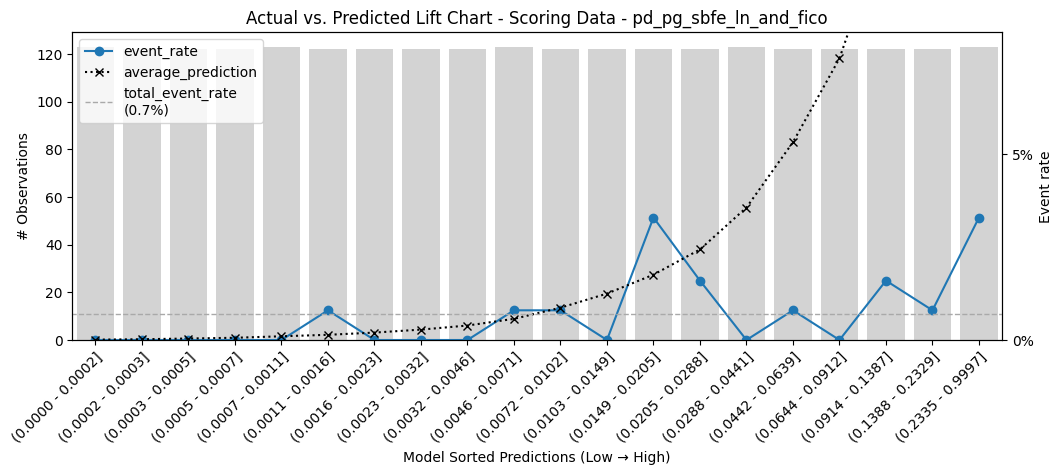 Actual vs. Predicted Lift Chart - Scoring Data - pd_pg_sbfe_ln_and_fico
event_rate
average_prediction
total_event_rate
(0.7%)
# Observations
120
100
80
60
40
20
0
5%
0%
Event rate
(0.0000 - 0.0002]
(0.0002 - 0.0003]
(0.0003 - 0.0005]
(0.0005 - 0.0007]
(0.0007 - 0.0011]
(0.0011 - 0.0016]
(0.0016 - 0.0023]
(0.0023 - 0.0032]
(0.0032 - 0.0046]
(0.0046 - 0.0071]
(0.0072 - 0.0102]
(0.0103 - 0.0149]
(0.0149 - 0.0205]
(0.0205 - 0.0288]
(0.0288 - 0.0441]
(0.0442 - 0.0639]
(0.0644 - 0.0912]
(0.0914 - 0.1387]
(0.1388 - 0.2329]
(0.2335 - 0.9997]
Model Sorted Predictions (Low → High)